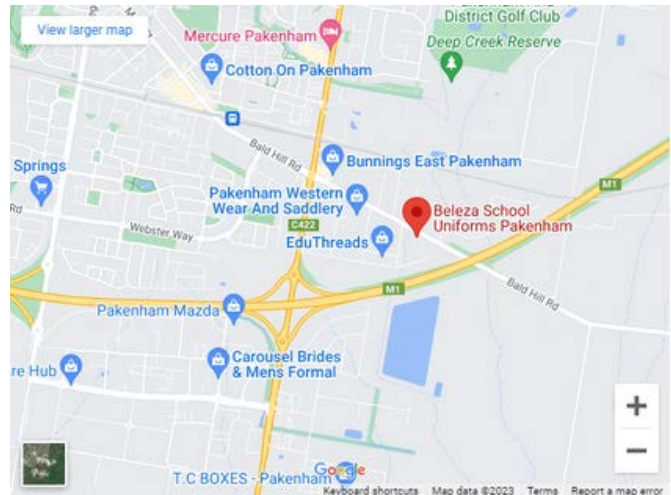 District Golf Club
View larger map
Mercure Pakenham
Deep Creek Reserve
Cotton On Pakenham
Bald Hill Rd
Bunnings East Pakenham
Springs
Pakenham Western
Wear And Saddlery
M1
Beleza School
Uniforms Pakenham
Rd
Webster Way
C422
EduThreads
M1
Bald Hill Rd
Pakenham Mazda
Carousel Brides
& Mens Formal
re Hub
T.C BOXES - Pakenham
Google
Keyboard shortcuts Map data ©2023 Terms Report a map error